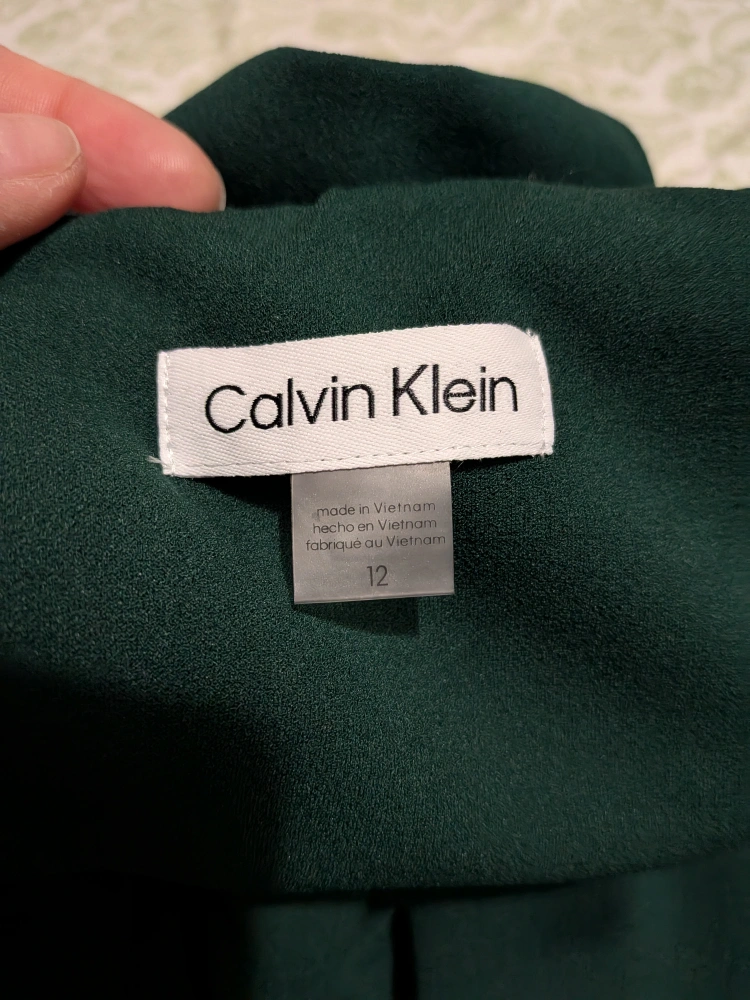 Calvin Klein
made in Vietnam
hecho en Vietnam
fabriqué au Vietnam
12